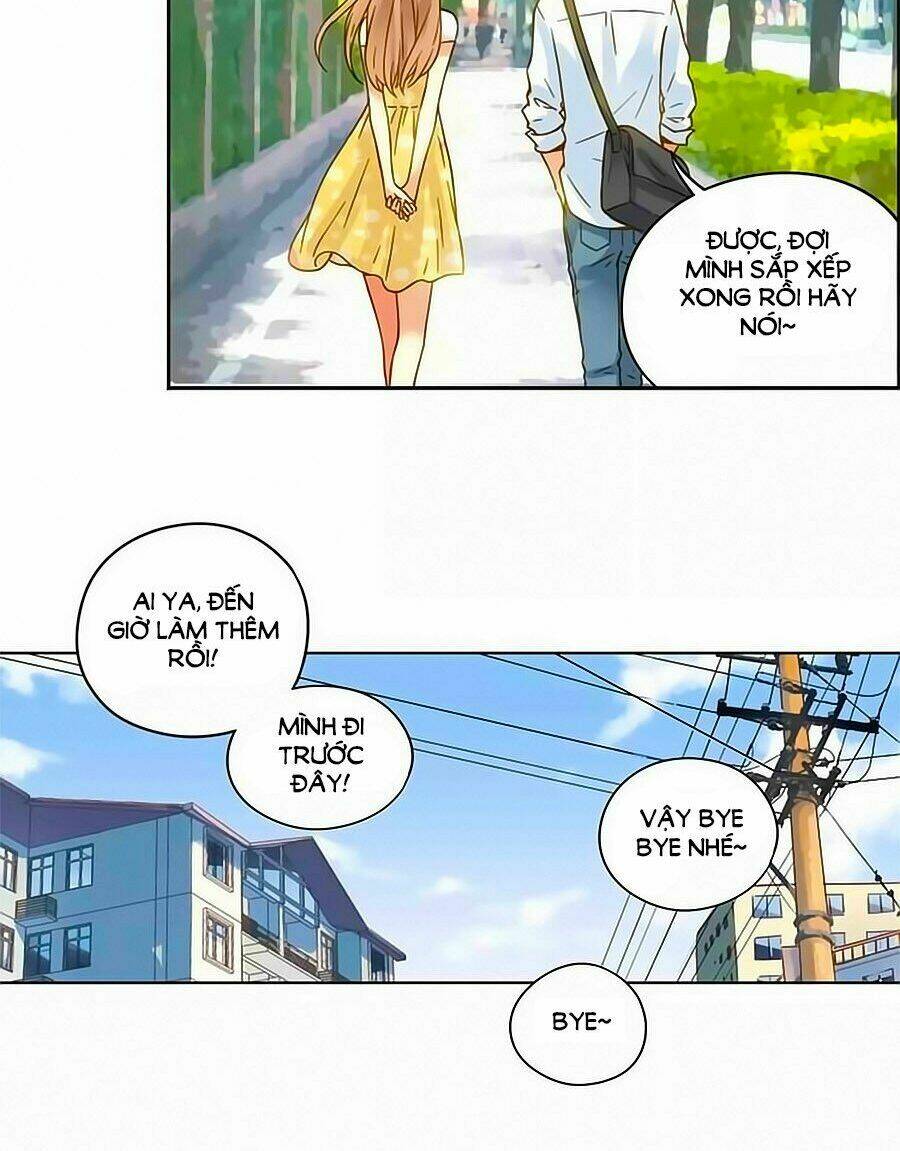 ĐƯỢC, ĐỢI
MÌNH SẮP XẾP
XONG RỒI HÃY
NÓI~
AI YA, ĐẾN
GIỜ LÀM THÊM
RỒI!
MÌNH ĐI
TRƯỚC
ĐÂY!
VẬY BYE
BYE NHÉ~
BYE~